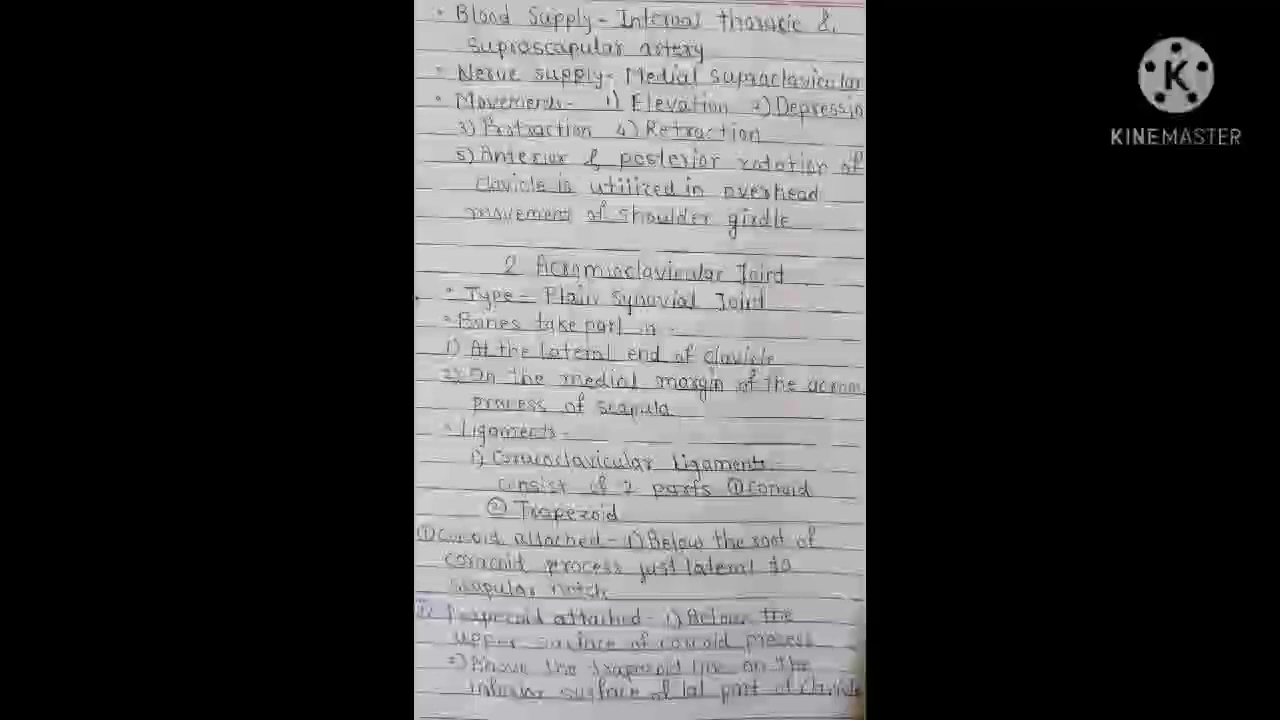 • Blood Supply - Internal thoracic &
suprascapular artery
• Nerve supply - Medial supraclavicular
• Movements - 1) Elevation 2) Depressio
3) Protraction 4) Retraction
5) Anterior & posterior rotation of
clavicle is utilized in overhead
movement of shoulder girdle
2 Acromioclavicular Joint
• Type - Plain Synovial Joint
• Bones take part in -
1) At the lateral end of clavicle
2) On the medial margin of the acrom
process of scapula
• Ligaments -
1) Coracoclavicular Ligaments -
consist of 2 parts ① Conoid
② Trapezoid
① Conoid attached - 1) Below the root of
coracoid process just lateral to
scapular notch
attached - 1) Below the
upper surface of process
2) Above the trapezoid line on the
inferior surface of lat part of clavicle
K
KINEMASTER